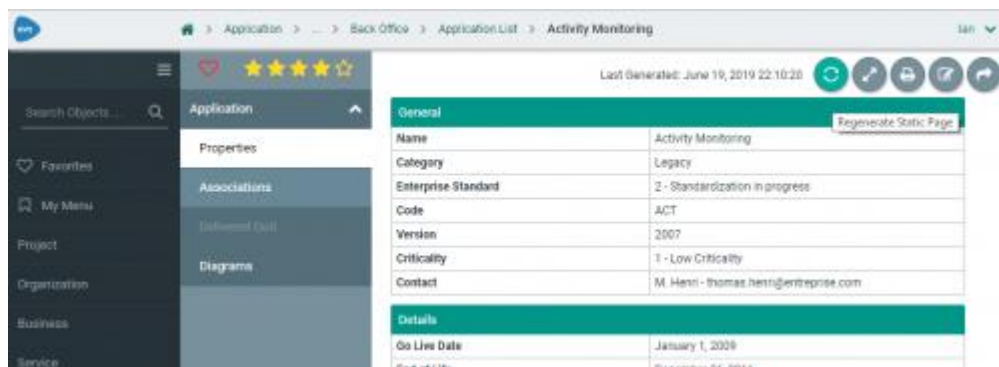 Application > ... > Back Office > Application List > Activity Monitoring
Ian
Last Generated: June 19, 2019 22:10:20
Regenerate Static Page
Search Objects...
Favorites
My Menu
Project
Organization
Business
Service
Application
Properties
Associations
Diagrams
General
Name Activity Monitoring
Category Legacy
Enterprise Standard 2 - Standardization in progress
Code ACT
Version 2007
Criticality 1 - Low Criticality
Contact M. Henri - thomas.henri@entreprise.com
Details
Go Live Date January 1, 2009